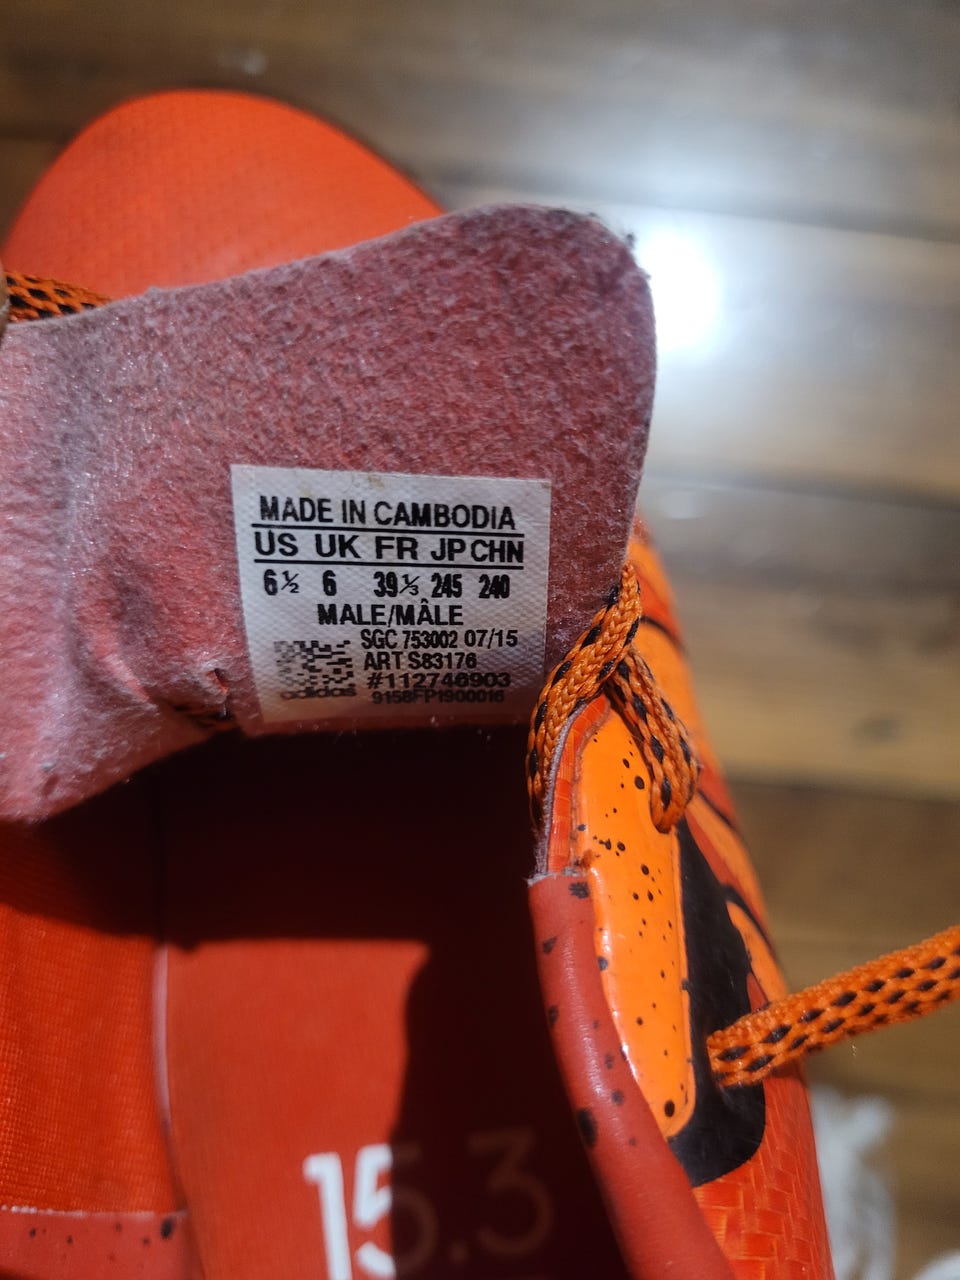 MADE IN CAMBODIA
US UK FR JP CHN
6½ 6 39⅓ 245 240
MALE/MÂLE
SGC 753002 07/15
ART S83176
#112746903
adidas 9158FP1900016
15.3